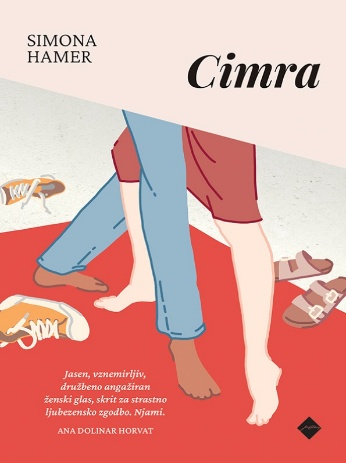 SIMONA
HAMER
Cimra
Jasen, vznemirljiv,
družbeno angažiran
ženski glas, skrit za strastno
ljubezensko zgodbo. Njami.
ANA DOLINAR HORVAT